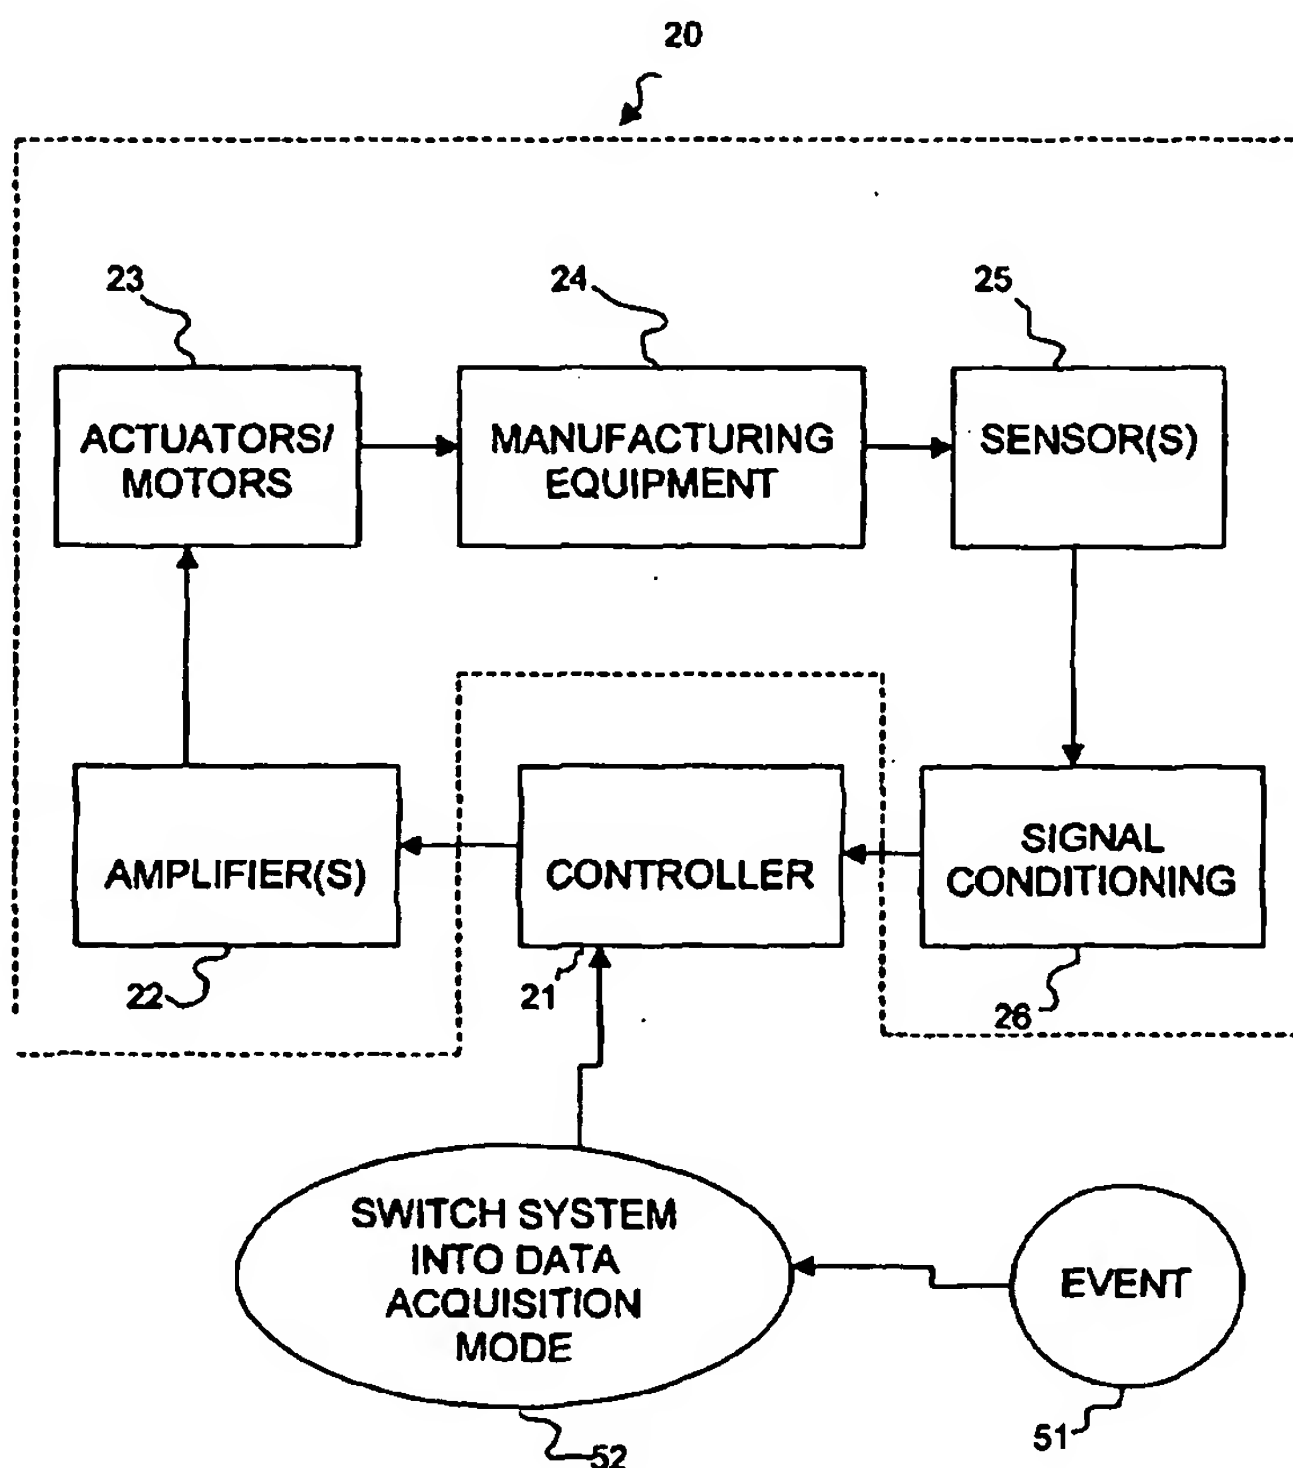 20
23
24
25
ACTUATORS/
MOTORS
MANUFACTURING
EQUIPMENT
SENSOR(S)
AMPLIFIER(S)
CONTROLLER
SIGNAL
CONDITIONING
22
21
26
SWITCH SYSTEM
INTO DATA
ACQUISITION
MODE
EVENT
51
52